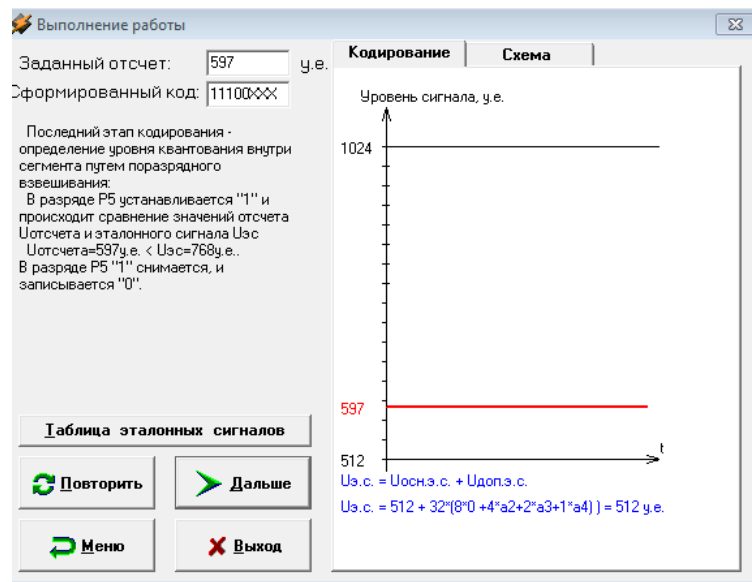 Выполнение работы
Заданный отсчет: 597 у.е.
Сформированный код: 11100XXX
Последний этап кодирования -
определение уровня квантования внутри
сегмента путем поразрядного
взвешивания:
В разряде Р5 устанавливается "1" и
происходит сравнение значений отсчета
Uотсчета и эталонного сигнала Uэс
Uотсчета=597у.е. < Uэс=768у.е..
В разряде Р5 "1" снимается, и
записывается "0".
Таблица эталонных сигналов
Повторить
Дальше
Меню
Выход
Кодирование
Схема
Уровень сигнала, у.е.
1024
597
512
t
Uэ.с. = Uосн.э.с. + Uдоп.э.с.
Uэ.с. = 512 + 32*(8*0 +4*a2+2*a3+1*a4) ) = 512 у.е.